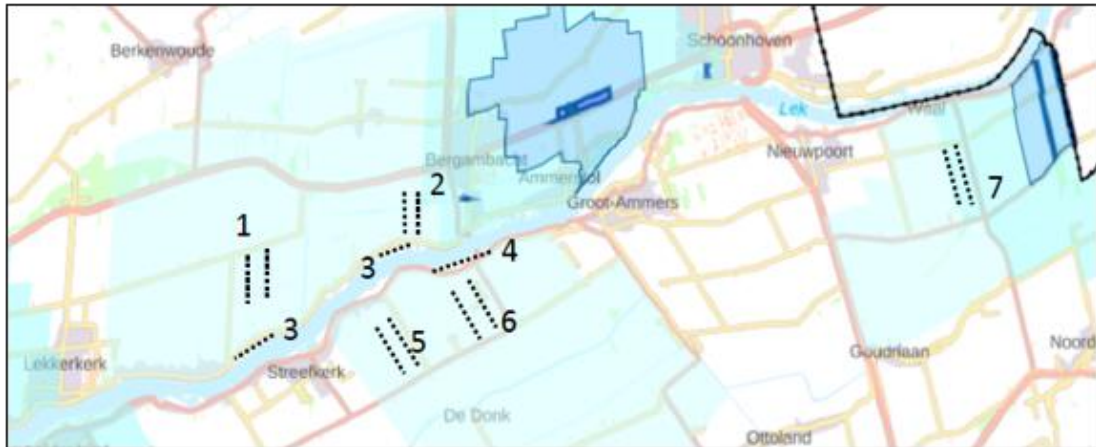 Schoonhoven
Berkenwoude
Lek
Waal
Nieuwpoort
Bergambacht
Ammerstol
2
7
Groot-Ammers
1
4
3
6
3
5
Noord
Goudriaan
Lekkerkerk
Streefkerk
De Donk
Ottoland